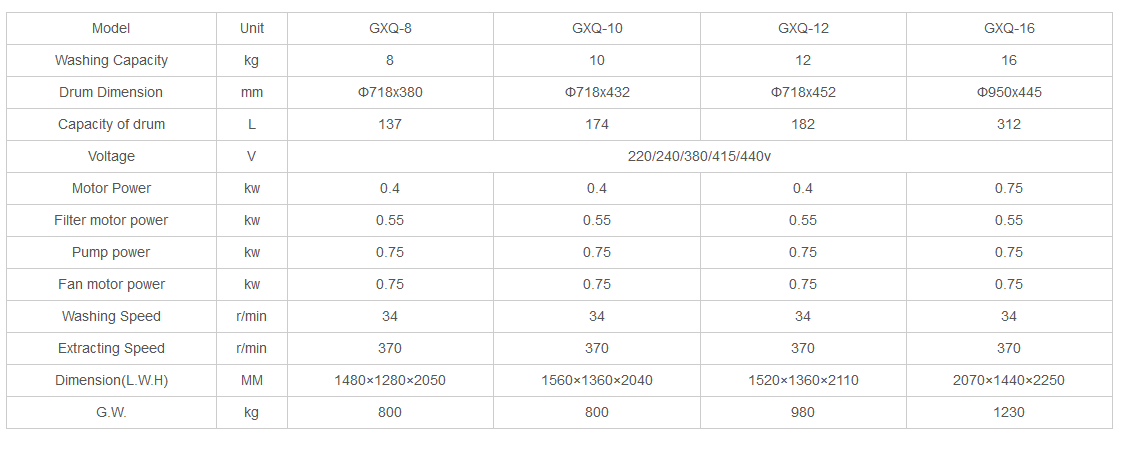 Model Unit GXQ-8 GXQ-10 GXQ-12 GXQ-16
Washing Capacity kg 8 10 12 16
Drum Dimension mm Φ718x380 Φ718x432 Φ718x452 Φ950x445
Capacity of drum L 137 174 182 312
Voltage V 220/240/380/415/440v
Motor Power kw 0.4 0.4 0.4 0.75
Filter motor power kw 0.55 0.55 0.55 0.55
Pump power kw 0.75 0.75 0.75 0.75
Fan motor power kw 0.75 0.75 0.75 0.75
Washing Speed r/min 34 34 34 34
Extracting Speed r/min 370 370 370 370
Dimension(L.W.H) MM 1480×1280×2050 1560×1360×2040 1520×1360×2110 2070×1440×2250
G.W. kg 800 800 980 1230